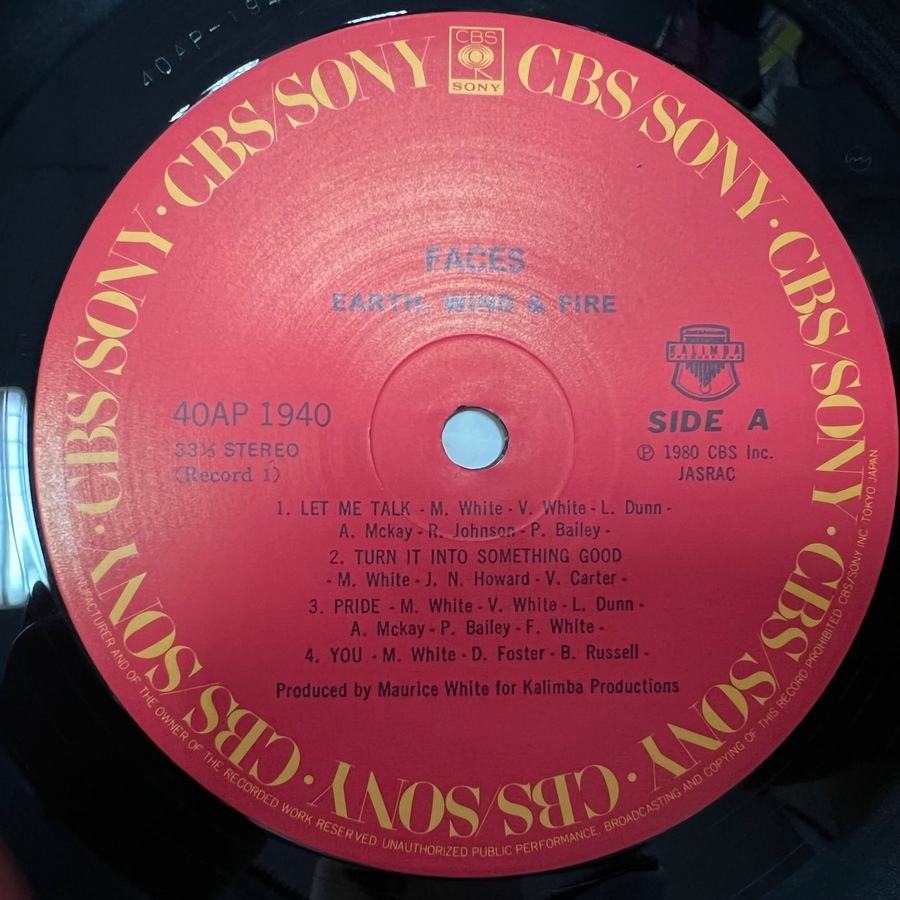 40AP-194
CBS
SONY
CBS/SONY · CBS/SONY · CBS/SONY · CBS/SONY · CBS/SONY · CBS/SONY · CBS/SONY · CBS/SONY
FACES
EARTH, WIND & FIRE
KALIMBA
40AP 1940
SIDE A
33⅓ STEREO
Ⓟ 1980 CBS Inc.
(Record 1)
JASRAC
1. LET ME TALK - M. White - V. White - L. Dunn -
A. Mckay - R. Johnson - P. Bailey -
2. TURN IT INTO SOMETHING GOOD
- M. White - J. N. Howard - V. Carter -
3. PRIDE - M. White - V. White - L. Dunn -
A. Mckay - P. Bailey - F. White -
4. YOU - M. White - D. Foster - B. Russell -
Produced by Maurice White for Kalimba Productions
MANUFACTURER AND OF THE OWNER OF THE RECORDED WORK RESERVED UNAUTHORIZED PUBLIC PERFORMANCE, BROADCASTING AND COPYING OF THIS RECORD PROHIBITED CBS/SONY INC. TOKYO JAPAN